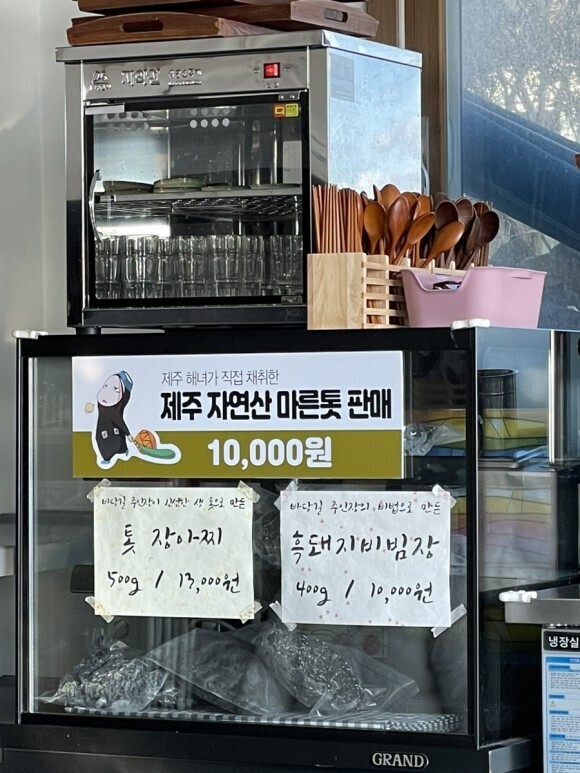 제주 해녀가 직접 채취한
제주 자연산 마른톳 판매
10,000원
바당길 주인장이 신선한 생 톳으로 만든
톳 장아찌
500g / 13,000원
바당길 주인장의 비법으로 만든
흑돼지비빔장
400g / 10,000원
GRAND
냉장실